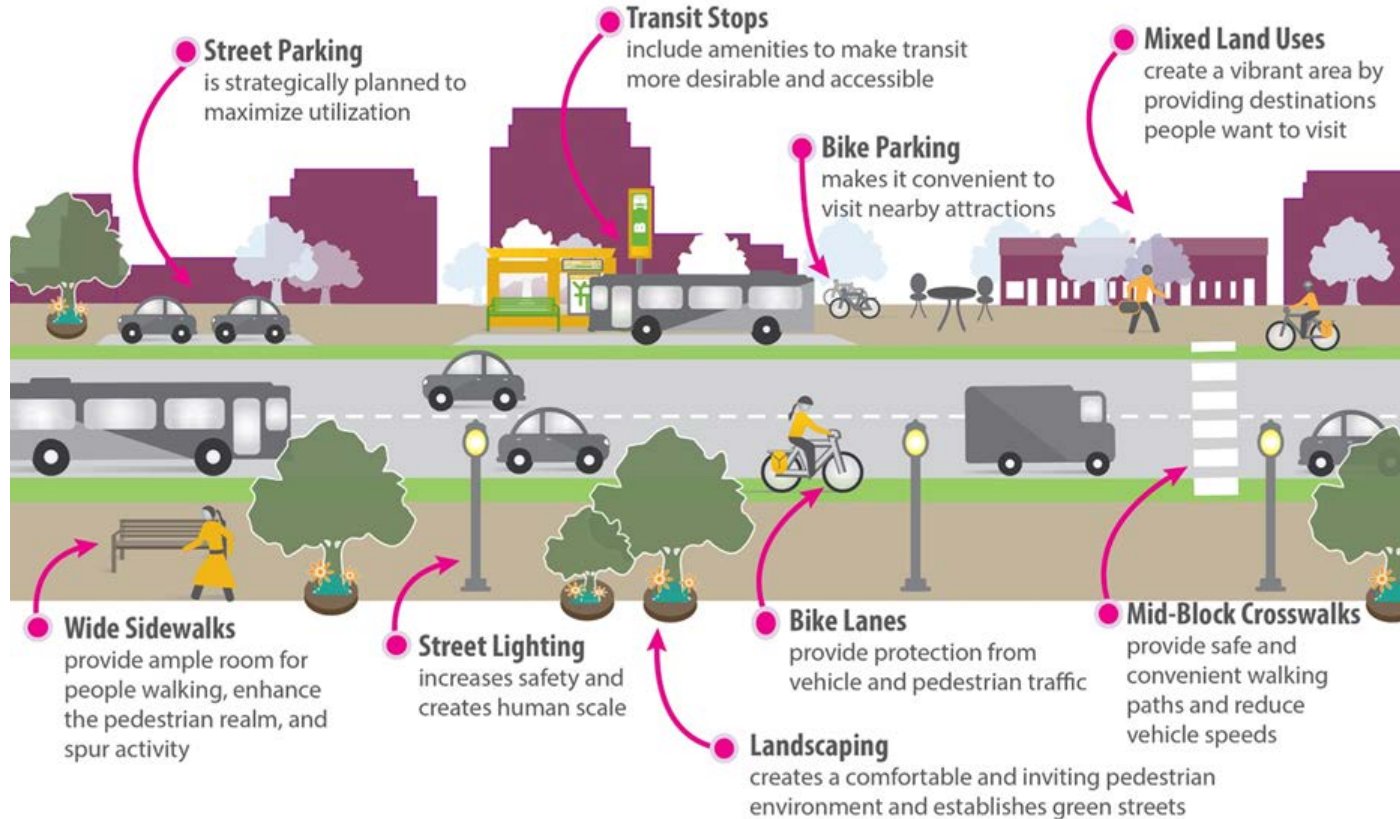 Street Parking
is strategically planned to
maximize utilization
Transit Stops
include amenities to make transit
more desirable and accessible
Mixed Land Uses
create a vibrant area by
providing destinations
people want to visit
Bike Parking
makes it convenient to
visit nearby attractions
Wide Sidewalks
provide ample room for
people walking, enhance
the pedestrian realm, and
spur activity
Street Lighting
increases safety and
creates human scale
Bike Lanes
provide protection from
vehicle and pedestrian traffic
Mid-Block Crosswalks
provide safe and
convenient walking
paths and reduce
vehicle speeds
Landscaping
creates a comfortable and inviting pedestrian
environment and establishes green streets